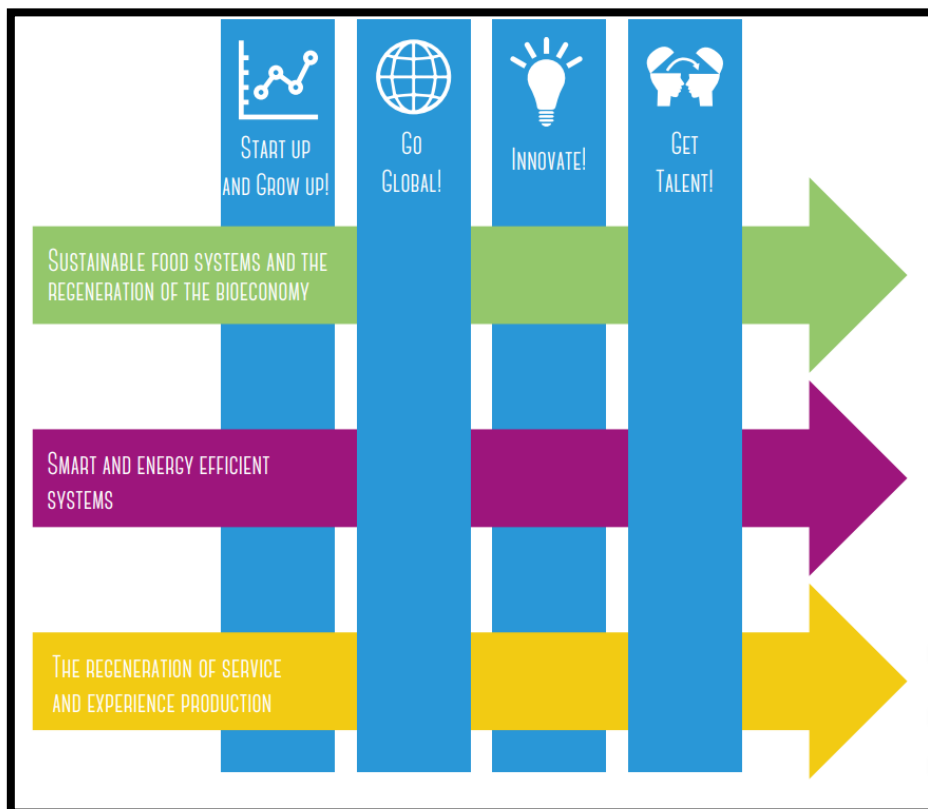 Start up
and Grow up!
Go
Global!
Innovate!
Get
Talent!
Sustainable food systems and the
regeneration of the bioeconomy
Smart and energy efficient
systems
The regeneration of service
and experience production